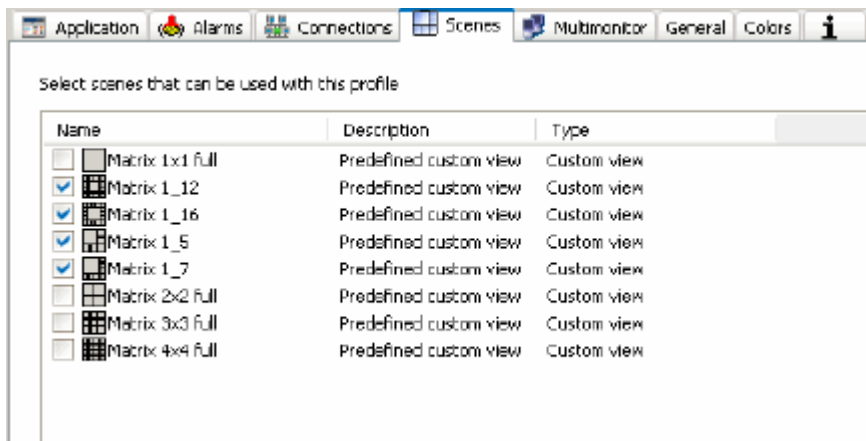 Application Alarms Connections Scenes Multimonitor General Colors i
Select scenes that can be used with this profile
Name Description Type
Matrix 1x1 full Predefined custom view Custom view
Matrix 1_12 Predefined custom view Custom view
Matrix 1_16 Predefined custom view Custom view
Matrix 1_5 Predefined custom view Custom view
Matrix 1_7 Predefined custom view Custom view
Matrix 2x2 full Predefined custom view Custom view
Matrix 3x3 full Predefined custom view Custom view
Matrix 4x4 full Predefined custom view Custom view